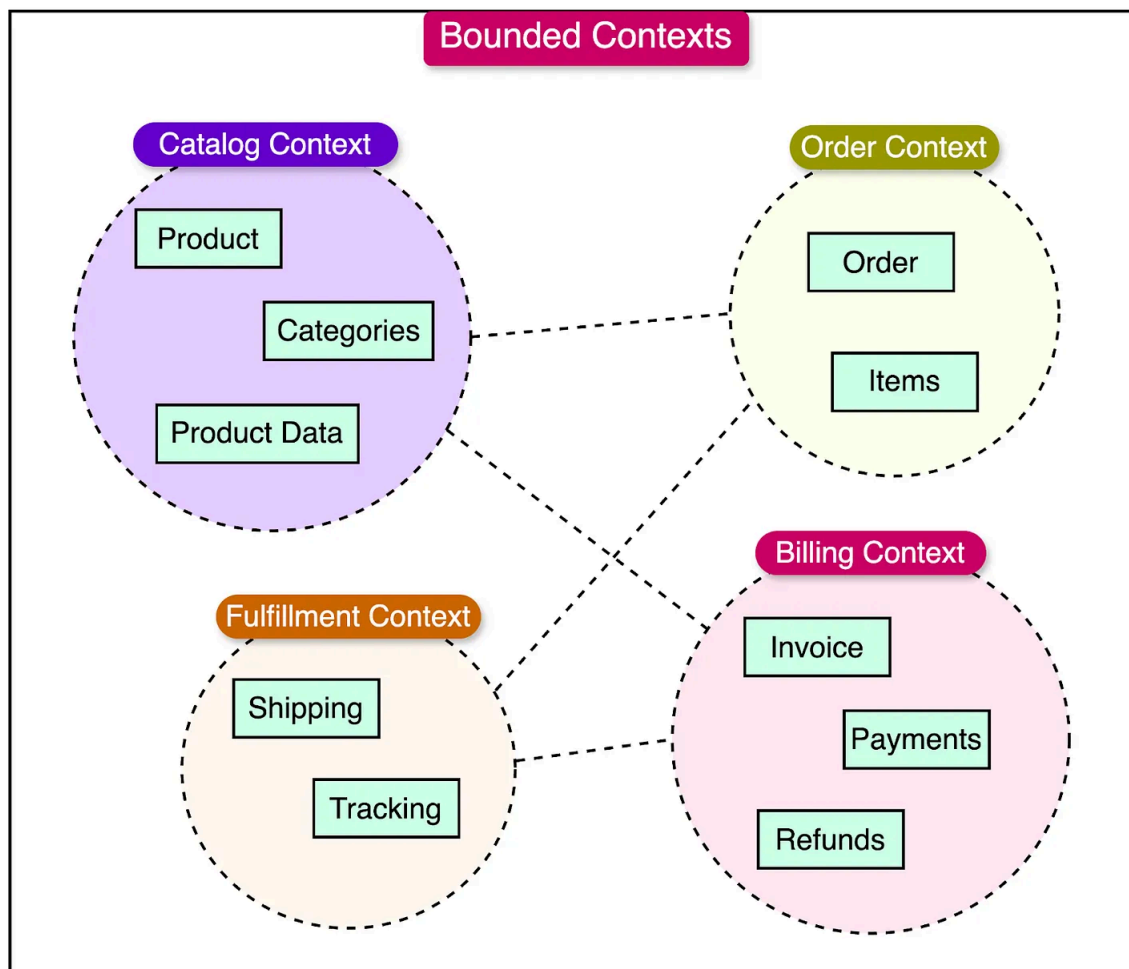 Bounded Contexts
Catalog Context
Product
Categories
Product Data
Order Context
Order
Items
Fulfillment Context
Shipping
Tracking
Billing Context
Invoice
Payments
Refunds